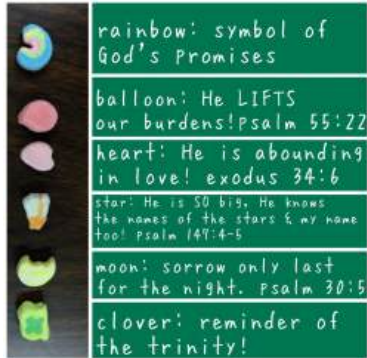 rainbow: symbol of
God's Promises
balloon: He LIFTS
our burdens! Psalm 55:22
heart: He is abounding
in love! exodus 34:6
star: He is SO big, He knows
the names of the stars & my name
too! Psalm 147:4-5
moon: sorrow only last
for the night. Psalm 30:5
clover: reminder of
the trinity!